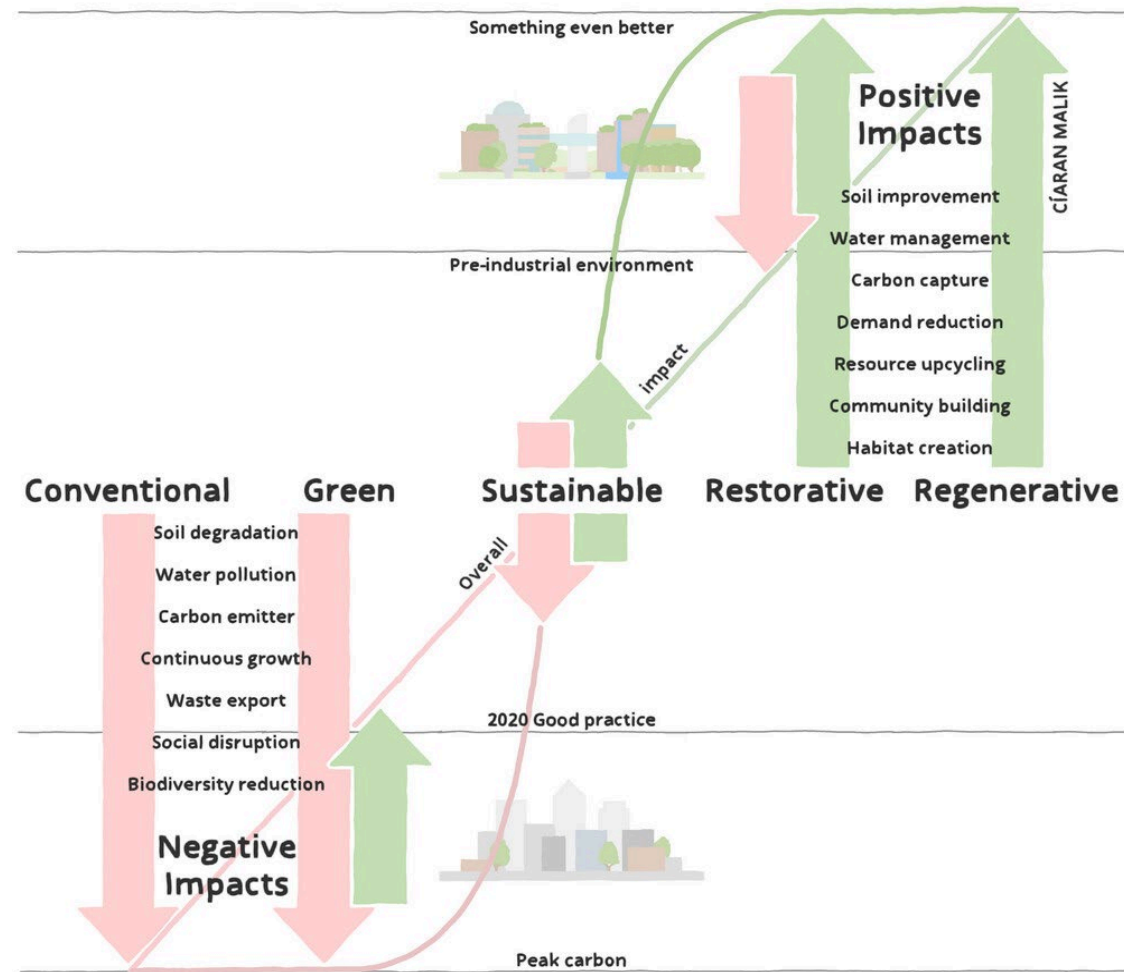 Something even better
Positive
Impacts
CÍARAN MALIK
Soil improvement
Water management
Pre-industrial environment
Carbon capture
Demand reduction
impact
Resource upcycling
Community building
Habitat creation
Conventional
Green
Sustainable
Restorative
Regenerative
Soil degradation
Overall
Water pollution
Carbon emitter
Continuous growth
Waste export
2020 Good practice
Social disruption
Biodiversity reduction
Negative
Impacts
Peak carbon